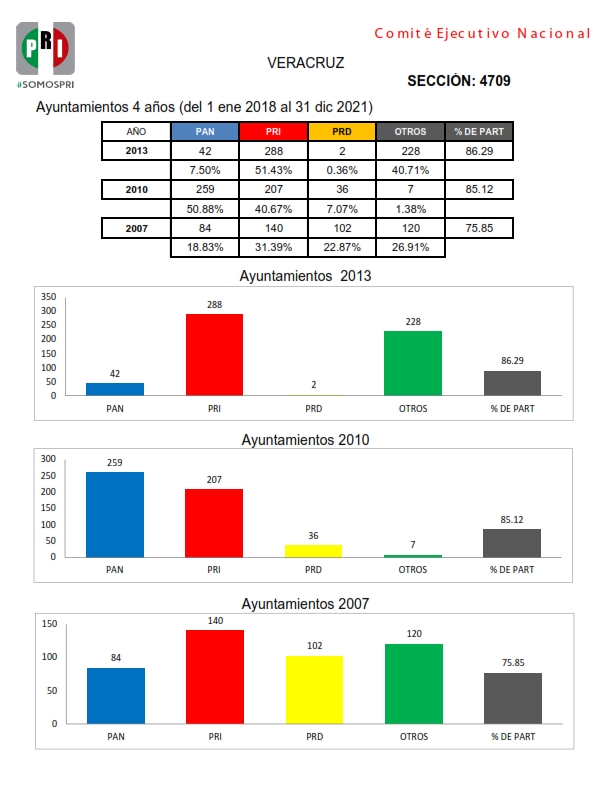 Comité Ejecutivo Nacional
PRI
#SOMOSPRI
VERACRUZ
SECCIÓN: 4709
Ayuntamientos 4 años (del 1 ene 2018 al 31 dic 2021)
AÑO PAN PRI PRD OTROS % DE PART
2013 42 288 2 228 86.29
7.50% 51.43% 0.36% 40.71%
2010 259 207 36 7 85.12
50.88% 40.67% 7.07% 1.38%
2007 84 140 102 120 75.85
18.83% 31.39% 22.87% 26.91%
Ayuntamientos 2013
350
300
250
200
150
100
50
0
42 288 2 228 86.29
PAN PRI PRD OTROS % DE PART
Ayuntamientos 2010
300
250
200
150
100
50
0
259 207 36 7 85.12
PAN PRI PRD OTROS % DE PART
Ayuntamientos 2007
150
100
50
0
84 140 102 120 75.85
PAN PRI PRD OTROS % DE PART